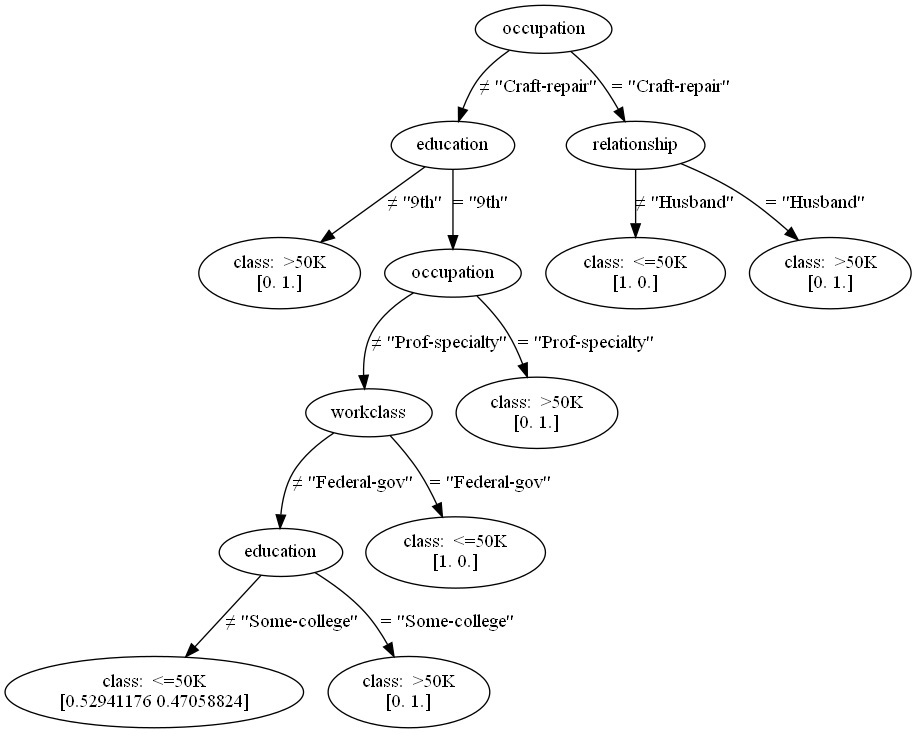 occupation
≠ "Craft-repair"
= "Craft-repair"
education
relationship
≠ "9th"
= "9th"
≠ "Husband"
= "Husband"
class:  >50K
[0. 1.]
occupation
class:  <=50K
[1. 0.]
class:  >50K
[0. 1.]
≠ "Prof-specialty"
= "Prof-specialty"
workclass
class:  >50K
[0. 1.]
≠ "Federal-gov"
= "Federal-gov"
education
class:  <=50K
[1. 0.]
≠ "Some-college"
= "Some-college"
class:  <=50K
[0.52941176 0.47058824]
class:  >50K
[0. 1.]